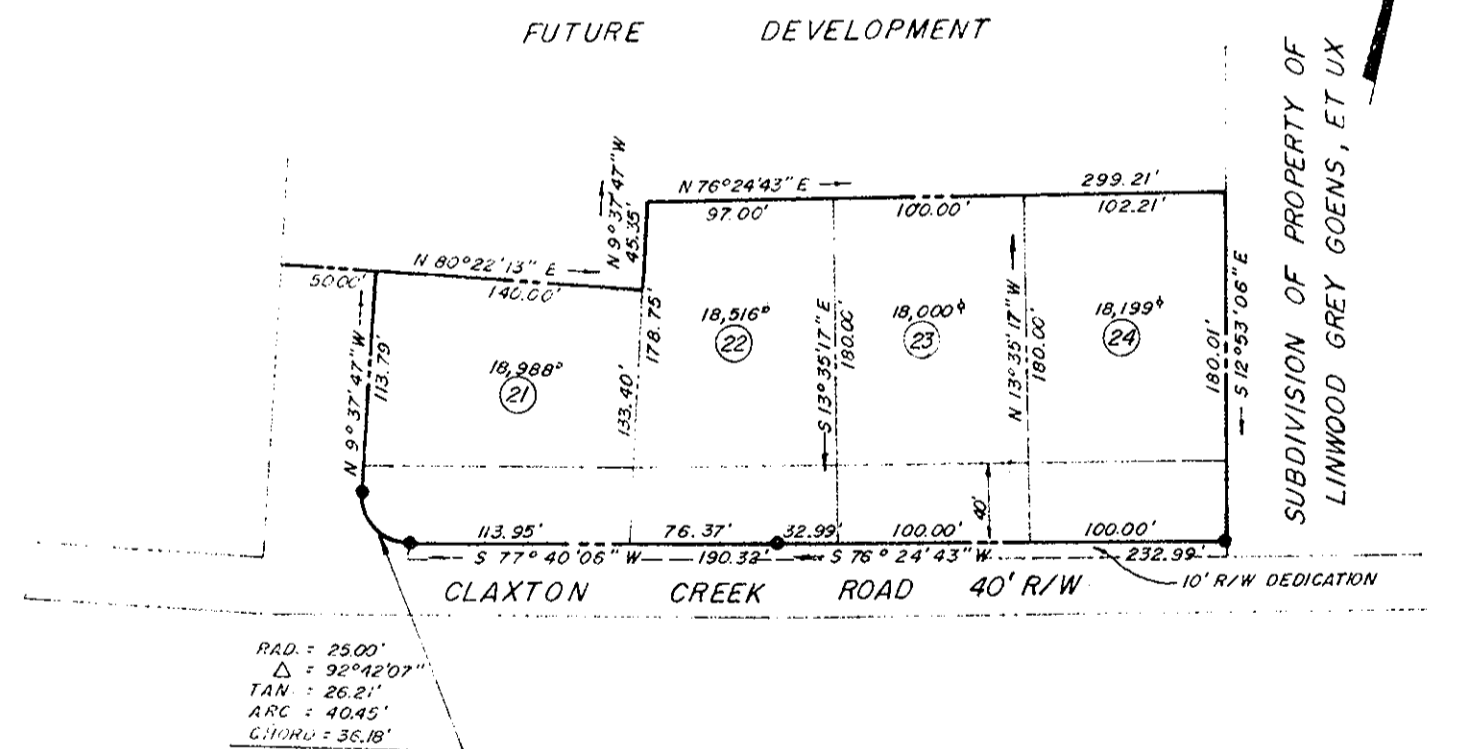 FUTURE DEVELOPMENT
SUBDIVISION OF PROPERTY OF
LINWOOD GREY GOENS, ET UX
N 9°37'47"W
45.35'
N 76°24'43" E
299.21'
97.00'
100.00'
102.21'
N 80°22'13" E
50.00'
140.00'
N 9°37'47"W
113.79'
18,988
21
133.40'
178.75'
18,516
22
S 13°35'17" E
180.00'
18,000
23
N 13°35'17" W
180.00'
18,199
24
180.01'
S 12°53'06" E
40'
113.95'
76.37'
32.99'
100.00'
100.00'
S 77°40'06" W
190.32'
S 76°24'43" W
232.99'
10' R/W DEDICATION
CLAXTON CREEK ROAD 40' R/W
RAD. = 25.00'
Δ = 92°42'07"
TAN. = 26.21'
ARC = 40.45'
CHORD = 36.18'